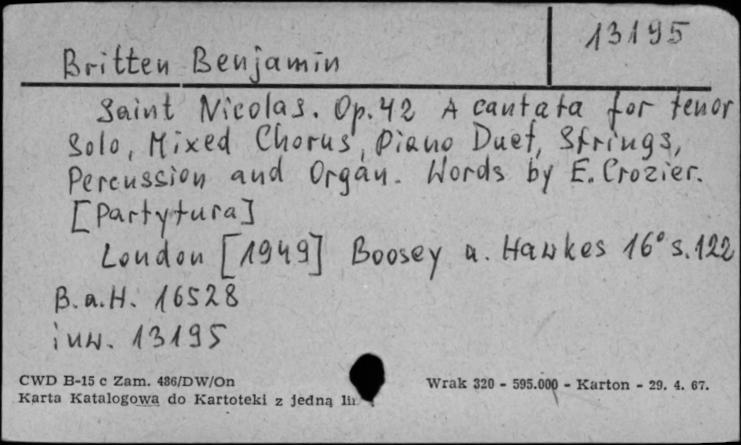 13195
Britten Benjamin
Saint Nicolas. Op. 42 A cantata for tenor
Solo, Mixed Chorus, Piano Duet, Strings,
Percussion and Organ. Words by E. Crozier.
[Partytura]
London [1949] Boosey a. Hawkes 16° s. 122
B. a. H. 16528
inw. 13195
CWD B-15 c Zam. 486/DW/On
Wrak 320 - 595.000 - Karton - 29. 4. 67.
Karta Katalogowa do Kartoteki z jedną